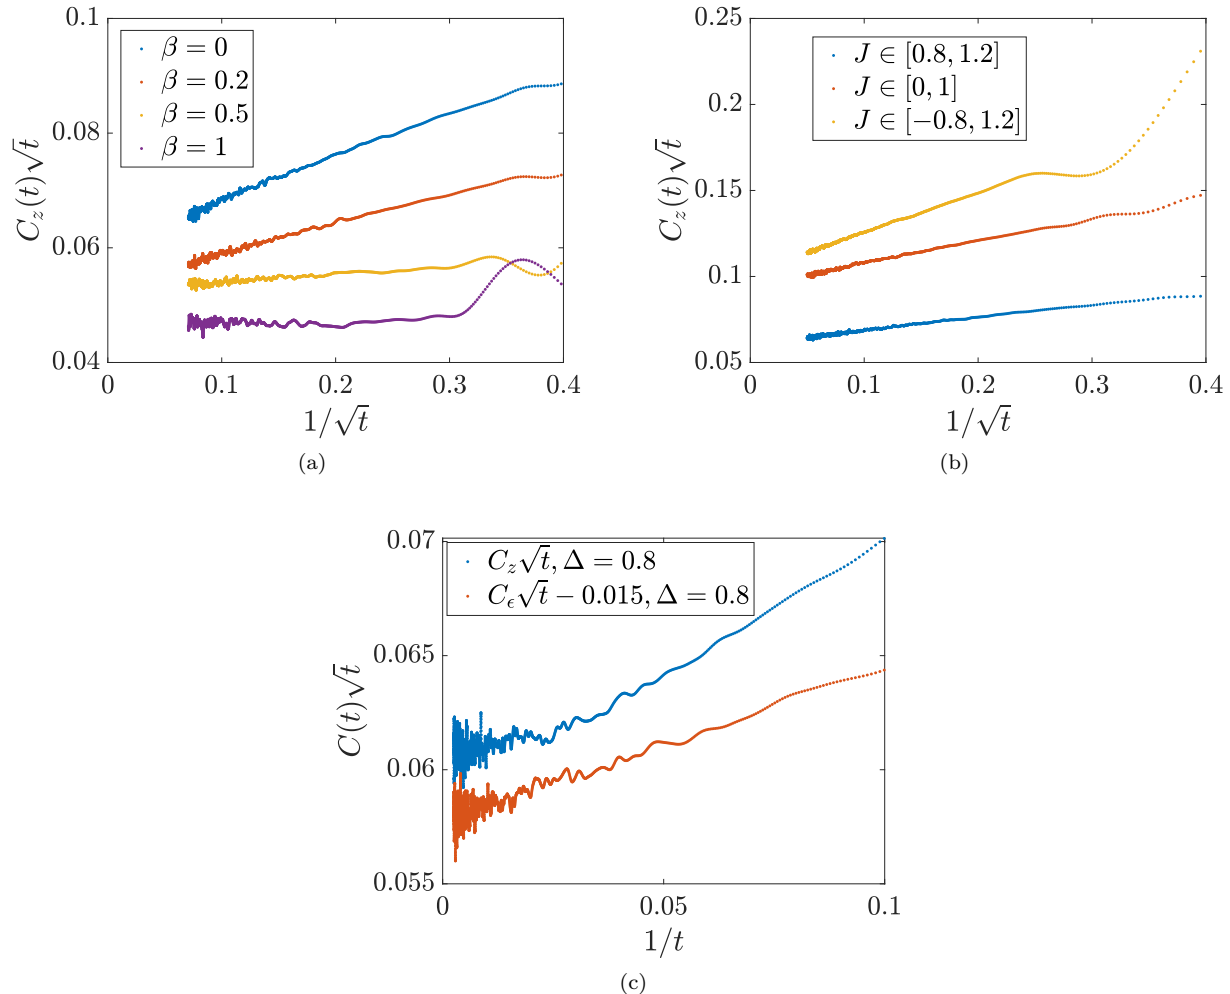 0.1
0.08
0.06
0.04
C_z(t)√t
β = 0
β = 0.2
β = 0.5
β = 1
0 0.1 0.2 0.3 0.4
1/√t
(a)
0.25
0.2
0.15
0.1
0.05
C_z(t)√t
J ∈ [0.8, 1.2]
J ∈ [0, 1]
J ∈ [−0.8, 1.2]
0 0.1 0.2 0.3 0.4
1/√t
(b)
0.07
0.065
0.06
0.055
C(t)√t
C_z√t, Δ = 0.8
C_ϵ√t − 0.015, Δ = 0.8
0 0.05 0.1
1/t
(c)